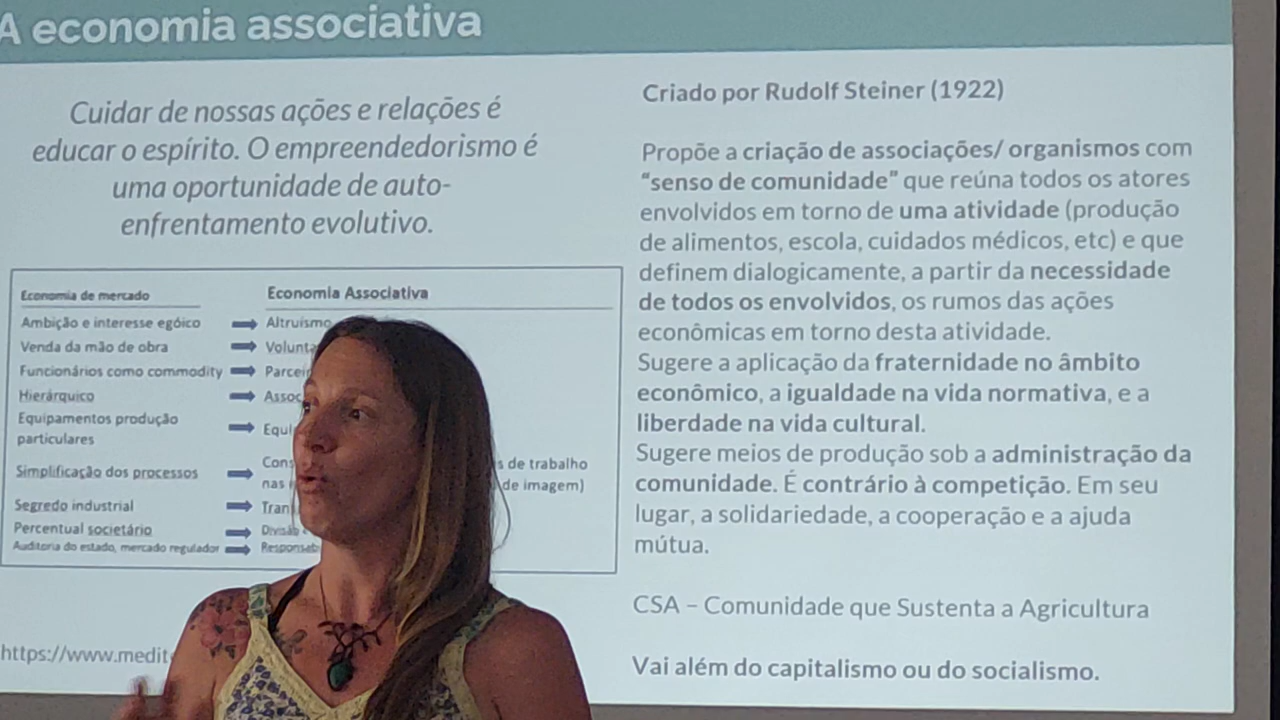 A economia associativa
Cuidar de nossas ações e relações é
educar o espírito. O empreendedorismo é
uma oportunidade de auto-
enfrentamento evolutivo.
Economia de mercado Economia Associativa
Ambição e interesse egóico Altruísmo
Venda da mão de obra
Funcionários como commodity
Hierárquico
Equipamentos produção
particulares
Simplificação dos processos s de trabalho
nas de imagem)
Segredo industrial
Percentual societário Divisão
Auditoria do estado, mercado regulador
https://www.medit
Criado por Rudolf Steiner (1922)
Propõe a criação de associações/ organismos com
“senso de comunidade” que reúna todos os atores
envolvidos em torno de uma atividade (produção
de alimentos, escola, cuidados médicos, etc) e que
definem dialogicamente, a partir da necessidade
de todos os envolvidos, os rumos das ações
econômicas em torno desta atividade.
Sugere a aplicação da fraternidade no âmbito
econômico, a igualdade na vida normativa, e a
liberdade na vida cultural.
Sugere meios de produção sob a administração da
comunidade. É contrário à competição. Em seu
lugar, a solidariedade, a cooperação e a ajuda
mútua.
CSA – Comunidade que Sustenta a Agricultura
Vai além do capitalismo ou do socialismo.